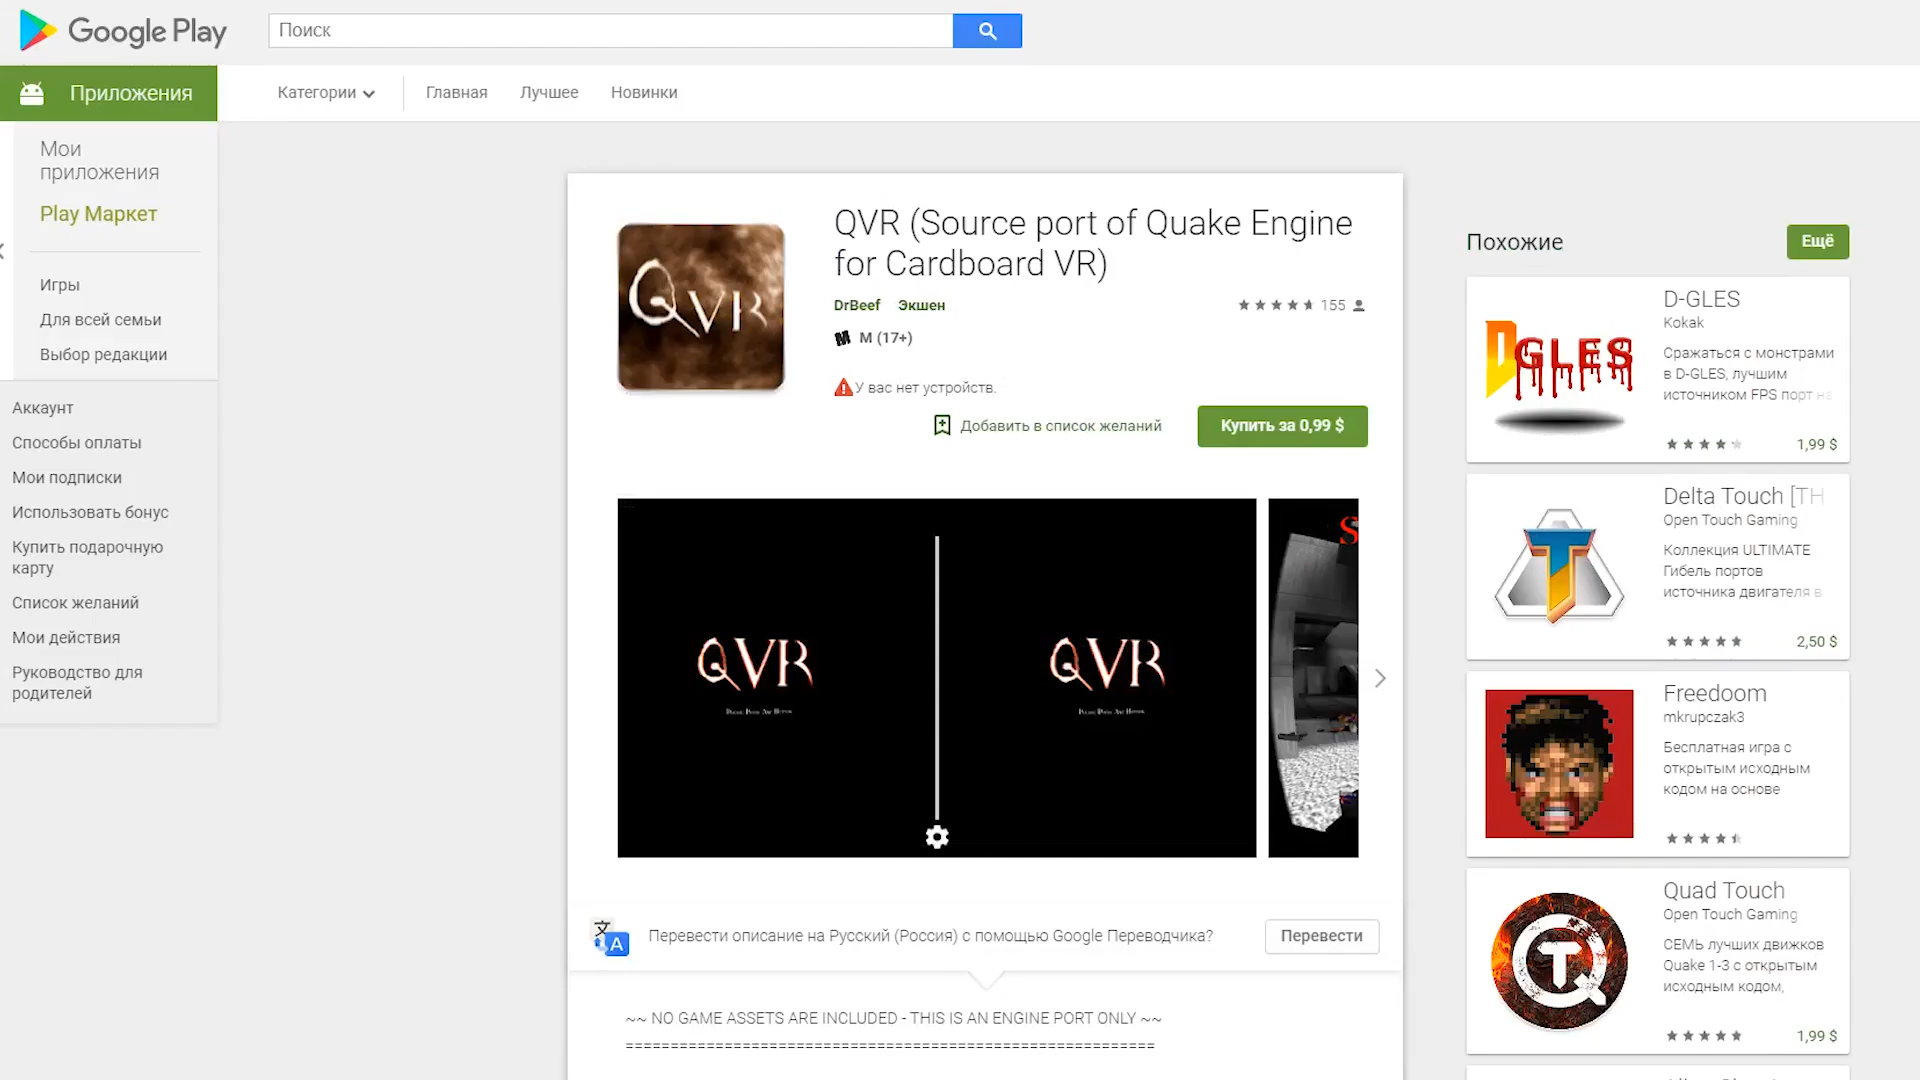 Google Play
Поиск
Приложения
Категории
Главная
Лучшее
Новинки
Мои
приложения
Play Маркет
Игры
Для всей семьи
Выбор редакции
Аккаунт
Способы оплаты
Мои подписки
Использовать бонус
Купить подарочную
карту
Список желаний
Мои действия
Руководство для
родителей
QVR
QVR (Source port of Quake Engine
for Cardboard VR)
DrBeef Экшен
155
M (17+)
У вас нет устройств.
Добавить в список желаний
Купить за 0,99 $
QVR
QVR
S
Перевести описание на Русский (Россия) с помощью Google Переводчика?
Перевести
~~ NO GAME ASSETS ARE INCLUDED - THIS IS AN ENGINE PORT ONLY ~~
===========================================================
Похожие
Ещё
DGLES
D-GLES
Kokak
Сражаться с монстрами
в D-GLES, лучшим
источником FPS порт на
1,99 $
T
Delta Touch [TH
Open Touch Gaming
Коллекция ULTIMATE
Гибель портов
источника двигателя в
2,50 $
Freedoom
mkrupczak3
Бесплатная игра с
открытым исходным
кодом на основе
Quad Touch
Open Touch Gaming
СЕМЬ лучших движков
Quake 1-3 с открытым
исходным кодом,
1,99 $